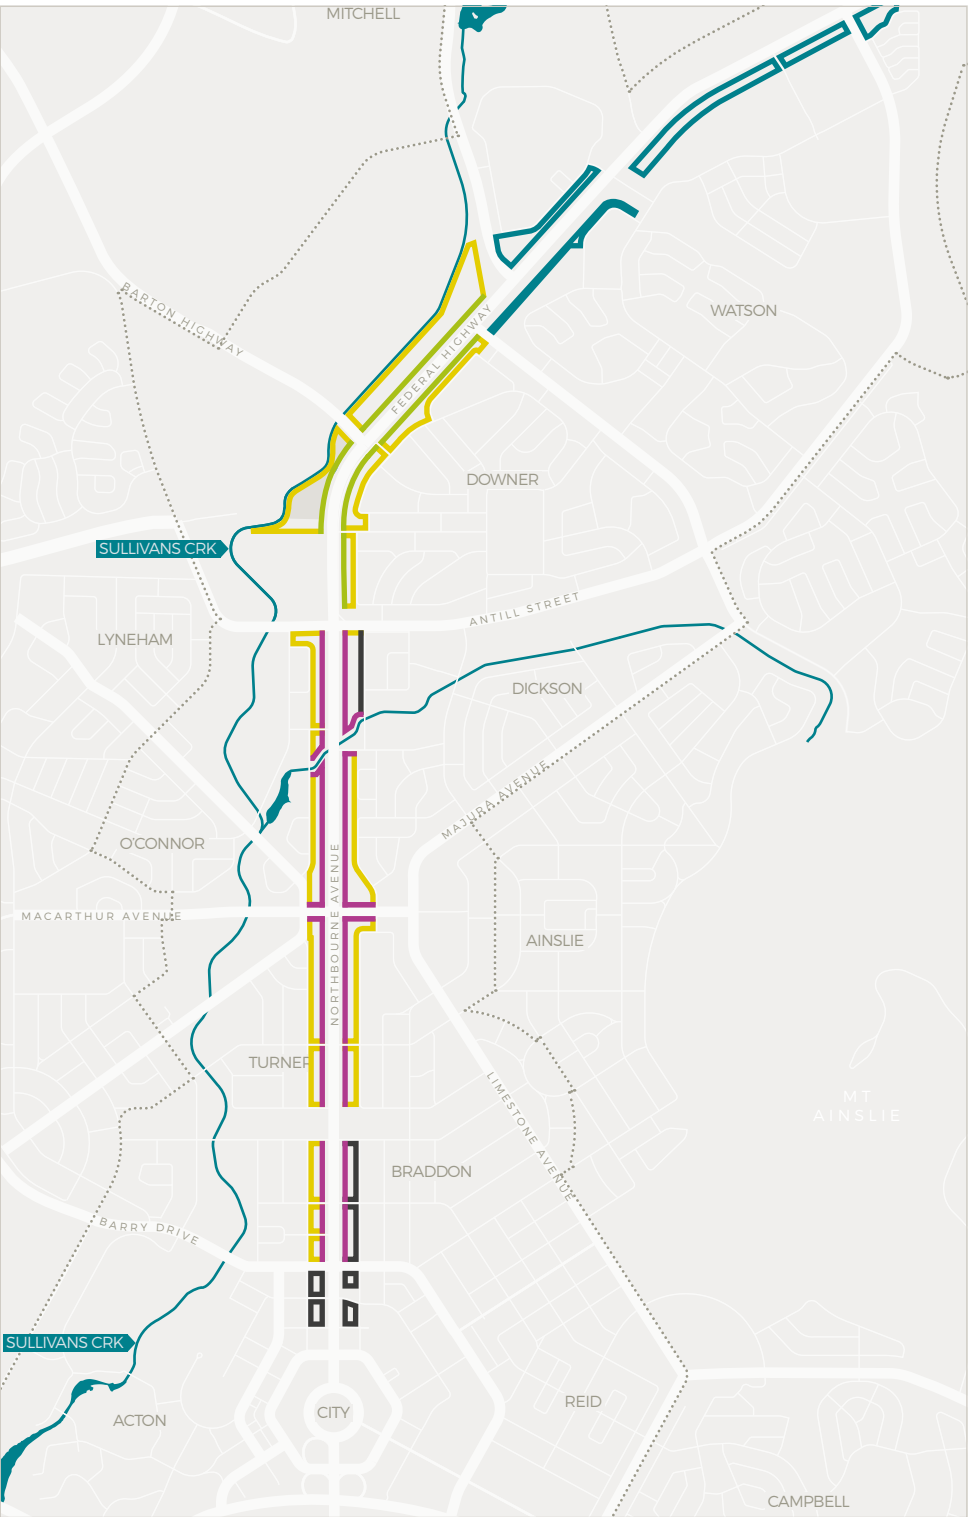 MITCHELL
BARTON HIGHWAY
FEDERAL HIGHWAY
WATSON
DOWNER
SULLIVANS CRK
ANTILL STREET
LYNEHAM
DICKSON
MAJURA AVENUE
O'CONNOR
NORTHBOURNE AVENUE
MACARTHUR AVENUE
AINSLIE
TURNER
LIMESTONE AVENUE
MT
AINSLIE
BRADDON
BARRY DRIVE
SULLIVANS CRK
REID
CITY
ACTON
CAMPBELL